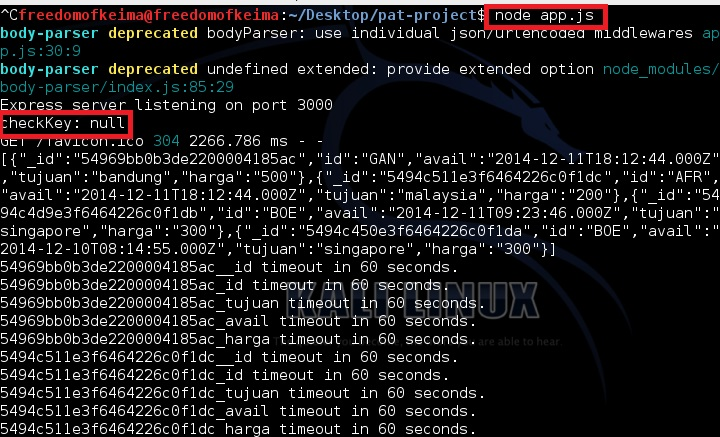 ^Cfreedomofkeima@freedomofkeima:~/Desktop/pat-project$ node app.js
body-parser deprecated bodyParser: use individual json/urlencoded middlewares ap
p.js:30:9
body-parser deprecated undefined extended: provide extended option node_modules/
body-parser/index.js:85:29
Express server listening on port 3000
checkKey: null
GET /favicon.ico 304 2266.786 ms - -
[{"_id":"54969bb0b3de2200004185ac","id":"GAN","avail":"2014-12-11T18:12:44.000Z"
,"tujuan":"bandung","harga":"500"},{"_id":"5494c511e3f6464226c0f1dc","id":"AFR",
"avail":"2014-12-11T18:12:44.000Z","tujuan":"malaysia","harga":"200"},{"_id":"54
94c4d9e3f6464226c0f1db","id":"BOE","avail":"2014-12-11T09:23:46.000Z","tujuan":"
singapore","harga":"300"},{"_id":"5494c450e3f6464226c0f1da","id":"BOE","avail":"
2014-12-10T08:14:55.000Z","tujuan":"singapore","harga":"300"}]
54969bb0b3de2200004185ac__id timeout in 60 seconds.
54969bb0b3de2200004185ac_id timeout in 60 seconds.
54969bb0b3de2200004185ac_tujuan timeout in 60 seconds.
54969bb0b3de2200004185ac_avail timeout in 60 seconds.
KALI LINUX
54969bb0b3de2200004185ac_harga timeout in 60 seconds.
5494c511e3f6464226c0f1dc__id timeout in 60 seconds.
5494c511e3f6464226c0f1dc_id timeout in 60 seconds.
5494c511e3f6464226c0f1dc_tujuan timeout in 60 seconds.
5494c511e3f6464226c0f1dc_avail timeout in 60 seconds.
5494c511e3f6464226c0f1dc_harga timeout in 60 seconds.
are able to hear.